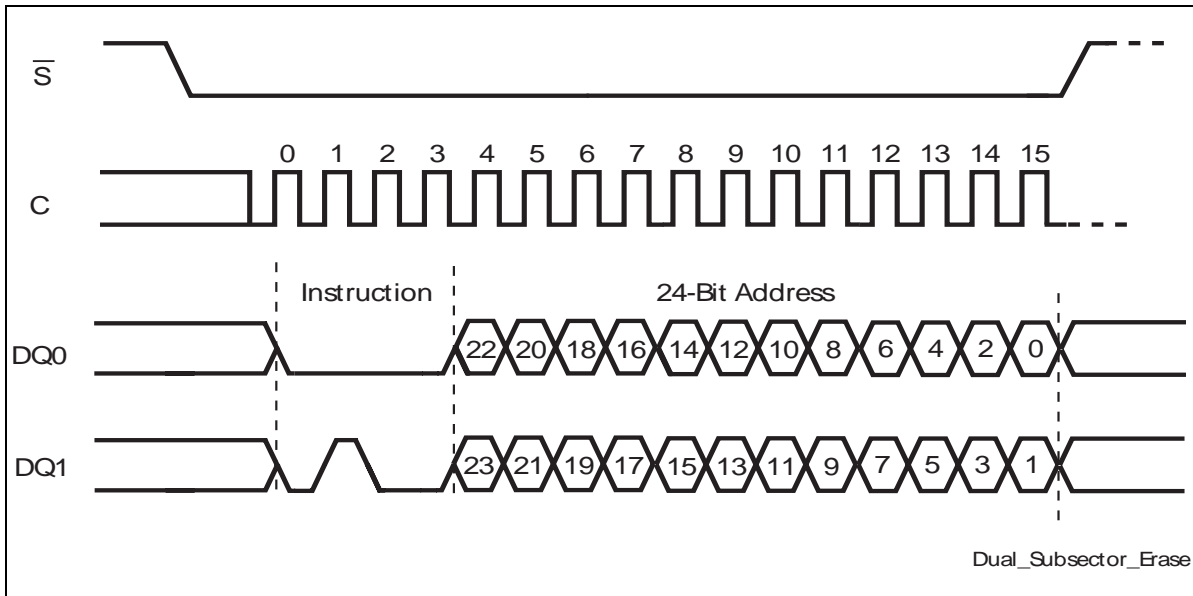 S
0 1 2 3 4 5 6 7 8 9 10 11 12 13 14 15
C
Instruction 24-Bit Address
DQ0 22 20 18 16 14 12 10 8 6 4 2 0
DQ1 23 21 19 17 15 13 11 9 7 5 3 1
Dual_Subsector_Erase